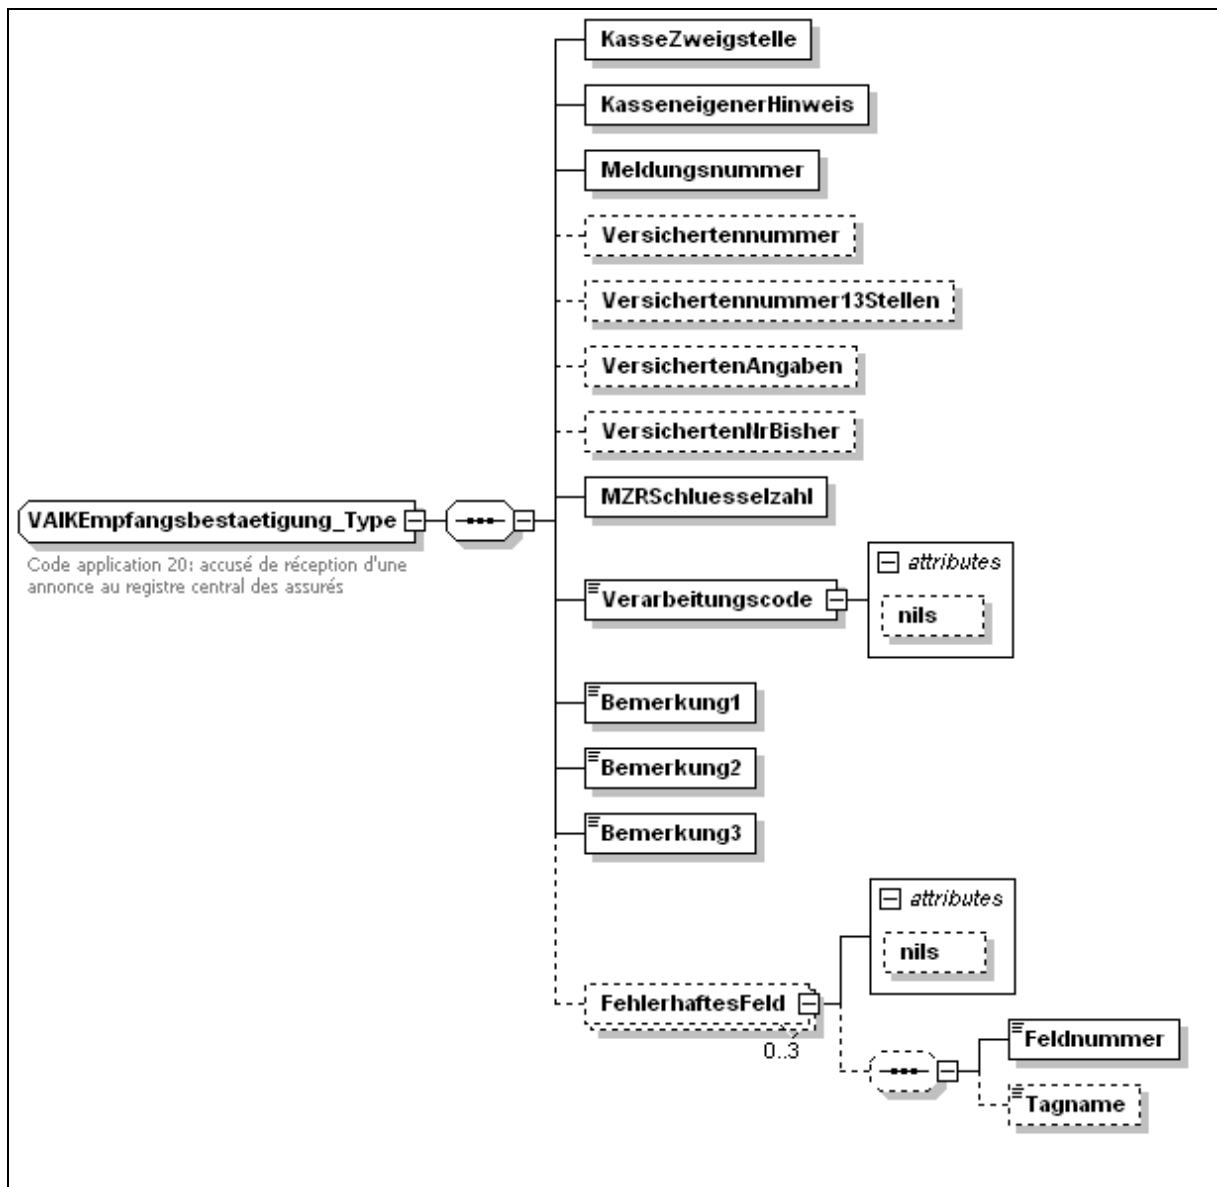 KasseZweigstelle
KasseneigenerHinweis
Meldungsnummer
Versichertennummer
Versichertennummer13Stellen
VersichertenAngaben
VersichertenNrBisher
MZRSchluesselzahl
VAIKEmpfangsbestaetigung_Type
Code application 20: accusé de réception d'une
annonce au registre central des assurés
attributes
Verarbeitungscode
nils
Bemerkung1
Bemerkung2
Bemerkung3
attributes
nils
FehlerhaftesFeld
0..3
Feldnummer
Tagname